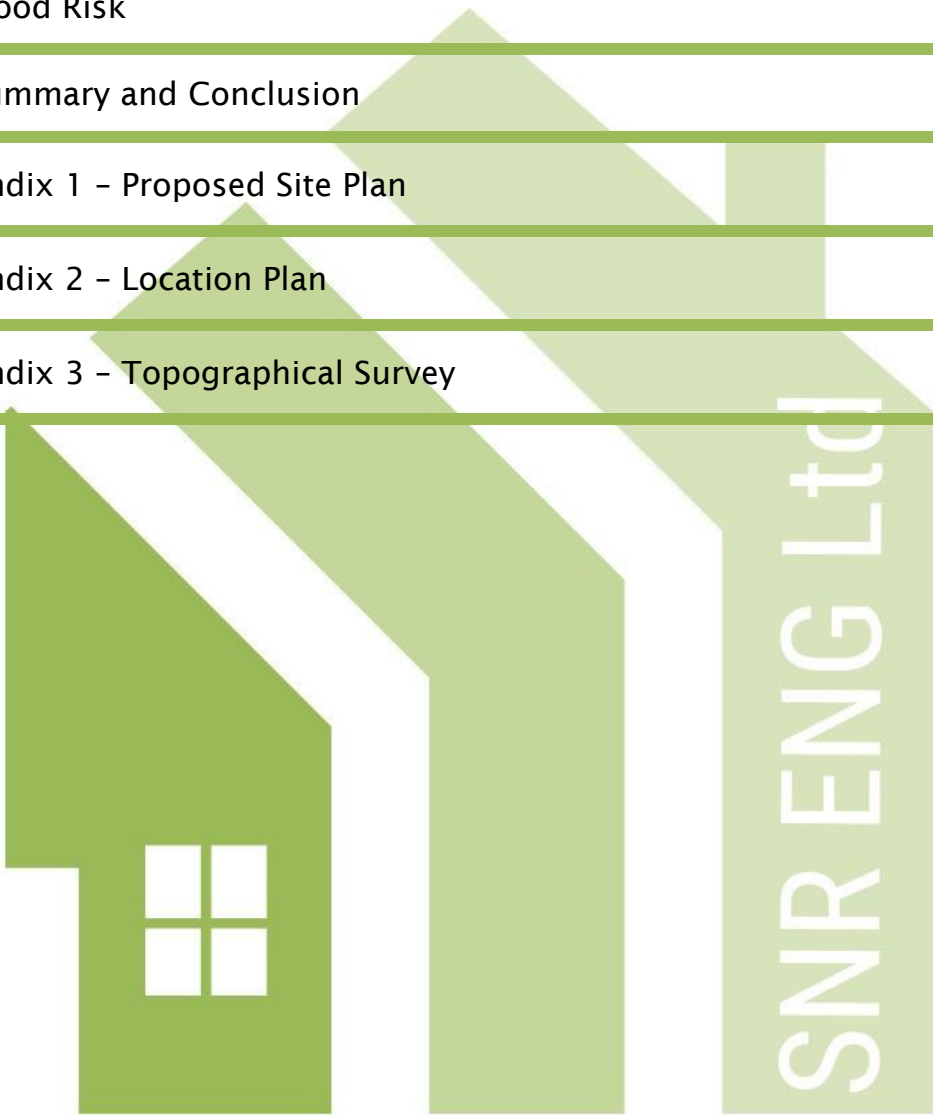 ood Risk
ummary and Conclusion
ndix 1 – Proposed Site Plan
ndix 2 – Location Plan
ndix 3 – Topographical Survey
SNR ENG Ltd